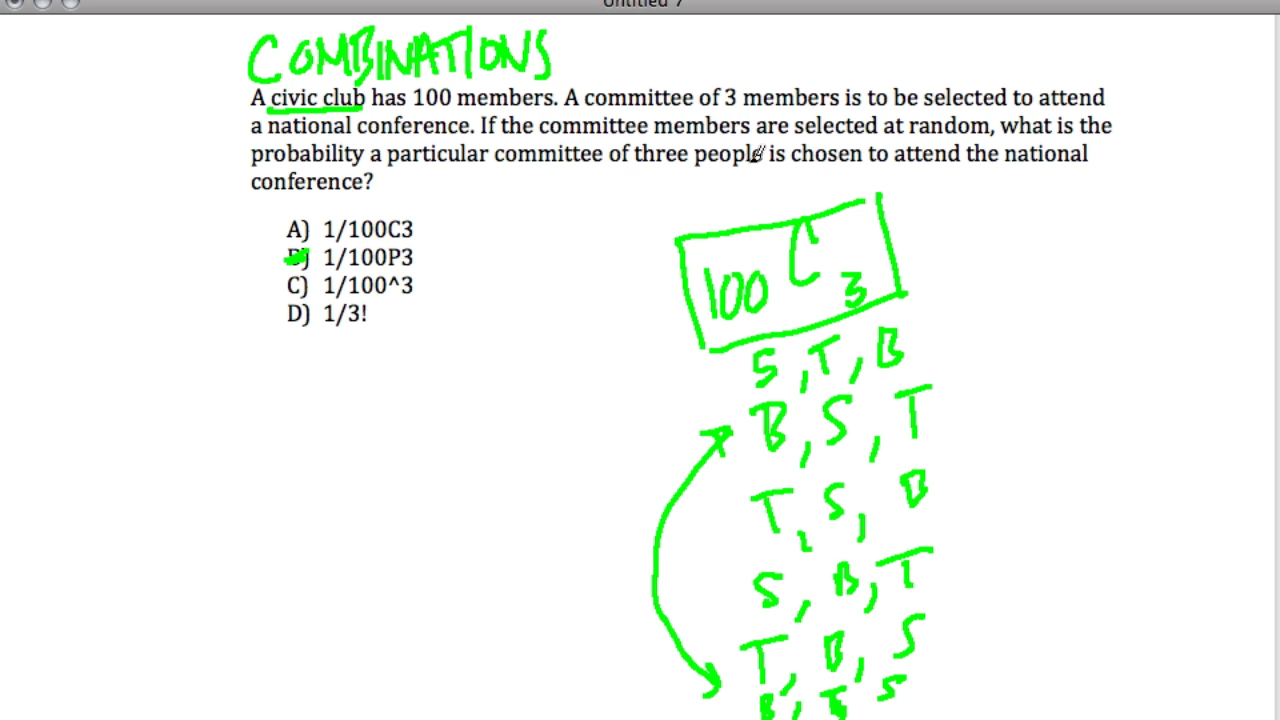 Untitled 7
COMBINATIONS
A civic club has 100 members. A committee of 3 members is to be selected to attend
a national conference. If the committee members are selected at random, what is the
probability a particular committee of three people is chosen to attend the national
conference?
A) 1/100C3
B) 1/100P3
C) 1/100^3
D) 1/3!
100 C 3
S, T, B
B, S, T
T, S, B
S, B, T
T, B, S
B, T, S